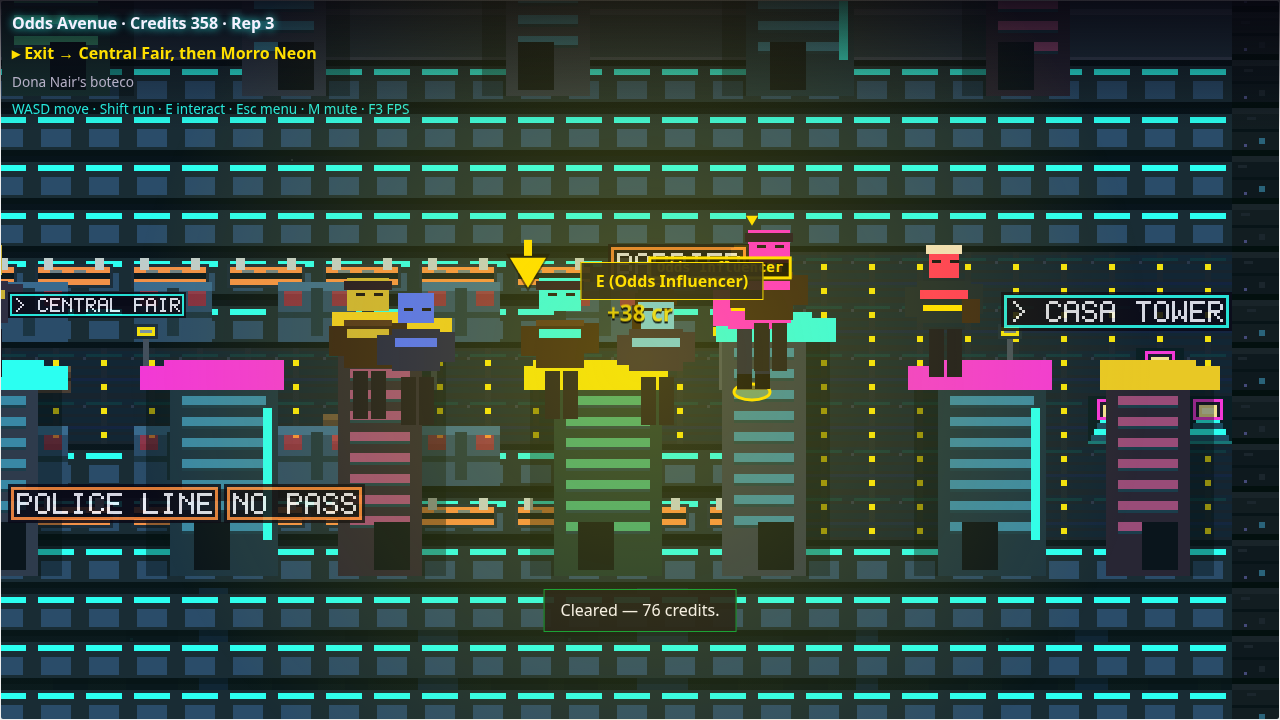 Odds Avenue · Credits 358 · Rep 3
▸ Exit → Central Fair, then Morro Neon
Dona Nair's boteco
WASD move · Shift run · E interact · Esc menu · M mute · F3 FPS
E (Odds Influencer)
+38 cr
> CENTRAL FAIR
> CASA TOWER
POLICE LINE
NO PASS
Cleared — 76 credits.